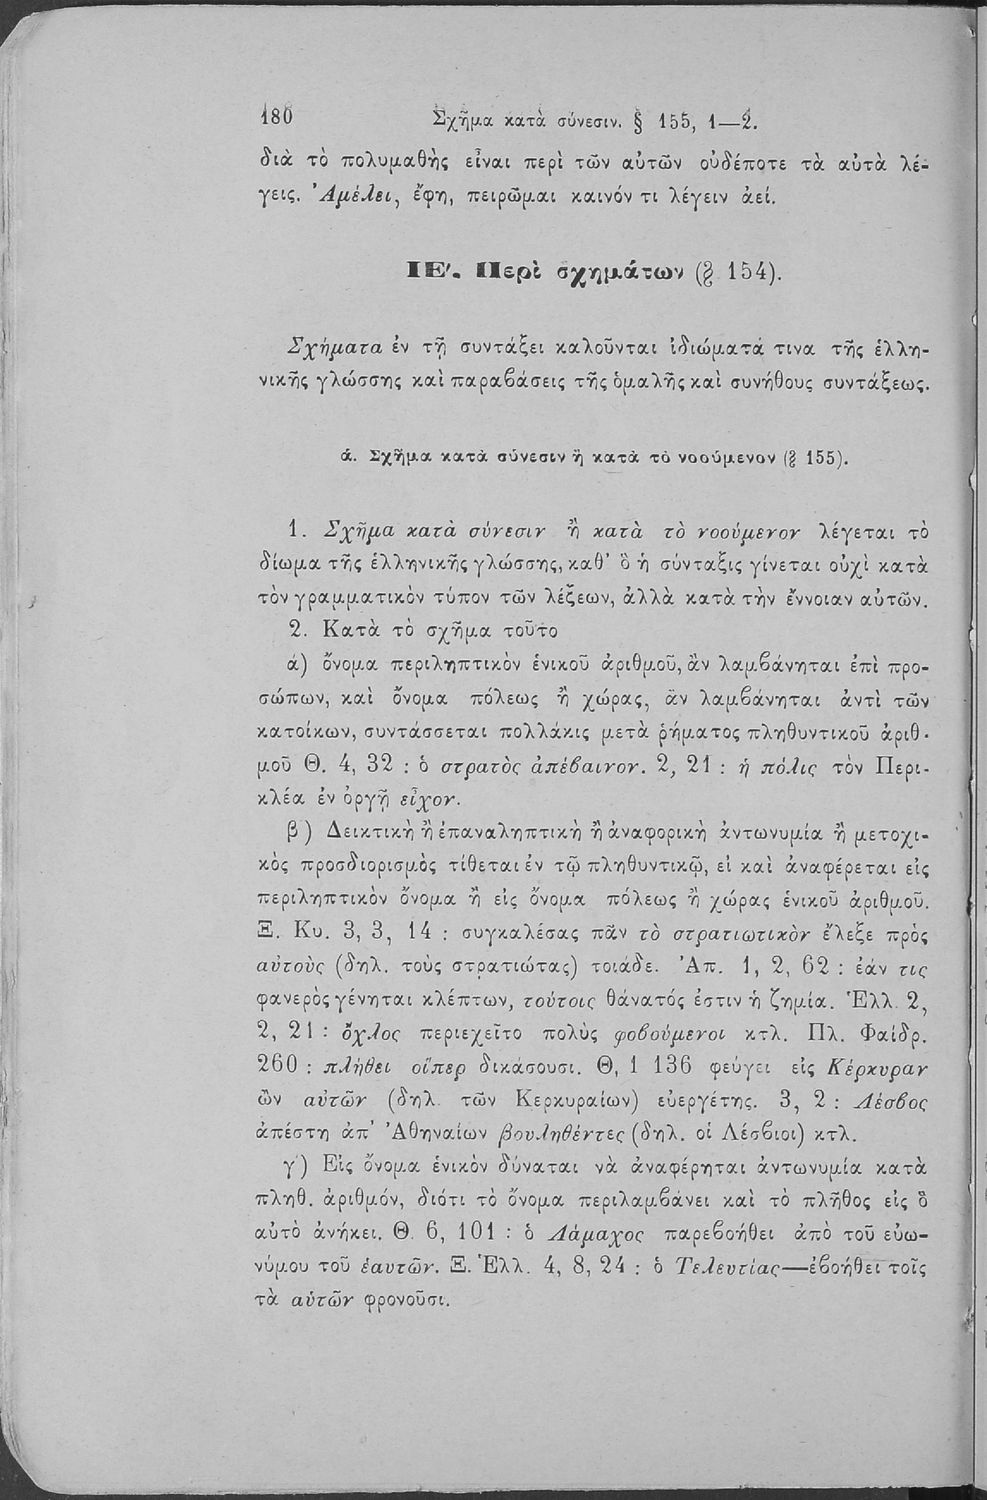 180 Σχῆμα κατὰ σύνεσιν. § 155, 1—2.
διὰ τὸ πολυμαθὴς εἶναι περὶ τῶν αὐτῶν οὐδέποτε τὰ αὐτὰ λέ-
γεις. Ἀμέλει, ἔφη, πειρῶμαι καινόν τι λέγειν ἀεί.
ΙΕ′. Περὶ σχημάτων (§ 154).
Σχήματα ἐν τῇ συντάξει καλοῦνται ἰδιώματά τινα τῆς ἑλλη-
νικῆς γλώσσης καὶ παραβάσεις τῆς ὁμαλῆς καὶ συνήθους συντάξεως.
ά. Σχῆμα κατὰ σύνεσιν ἢ κατὰ τὸ νοούμενον (§ 155).
1. Σχῆμα κατὰ σύνεσιν ἢ κατὰ τὸ νοούμενον λέγεται τὸ
δίωμα τῆς ἑλληνικῆς γλώσσης, καθ' ὃ ἡ σύνταξις γίνεται οὐχὶ κατὰ
τὸν γραμματικὸν τύπον τῶν λέξεων, ἀλλὰ κατὰ τὴν ἔννοιαν αὐτῶν.
2. Κατὰ τὸ σχῆμα τοῦτο
ά) ὄνομα περιληπτικὸν ἑνικοῦ ἀριθμοῦ, ἂν λαμβάνηται ἐπὶ προ-
σώπων, καὶ ὄνομα πόλεως ἢ χώρας, ἂν λαμβάνηται ἀντὶ τῶν
κατοίκων, συντάσσεται πολλάκις μετὰ ῥήματος πληθυντικοῦ ἀριθ-
μοῦ Θ. 4, 32 : ὁ στρατὸς ἀπέβαινον. 2, 21 : ἡ πόλις τὸν Περι-
κλέα ἐν ὀργῇ εἶχον.
β΄) Δεικτικὴ ἢ ἐπαναληπτικὴ ἢ ἀναφορικὴ ἀντωνυμία ἢ μετοχι-
κὸς προσδιορισμὸς τίθεται ἐν τῷ πληθυντικῷ, εἰ καὶ ἀναφέρεται εἰς
περιληπτικὸν ὄνομα ἢ εἰς ὄνομα πόλεως ἢ χώρας ἑνικοῦ ἀριθμοῦ.
Ξ. Κυ. 3, 3, 14 : συγκαλέσας πᾶν τὸ στρατιωτικὸν ἔλεξε πρὸς
αὐτοὺς (δηλ. τοὺς στρατιώτας) τοιάδε. Ἀπ. 1, 2, 62 : ἐάν τις
φανερὸς γένηται κλέπτων, τούτοις θάνατός ἐστιν ἡ ζημία. Ἑλλ. 2,
2, 21 : ὄχλος περιεχεῖτο πολὺς φοβούμενοι κτλ. Πλ. Φαίδρ.
260 : πλήθει οἵπερ δικάσουσι. Θ, 1 136 φεύγει εἰς Κέρκυραν
ὢν αὐτῶν (δηλ. τῶν Κερκυραίων) εὐεργέτης. 3, 2 : Λέσβος
ἀπέστη ἀπ' Ἀθηναίων βουληθέντες (δηλ. οἱ Λέσβιοι) κτλ.
γ΄) Εἰς ὄνομα ἑνικὸν δύναται νὰ ἀναφέρηται ἀντωνυμία κατὰ
πληθ. ἀριθμόν, διότι τὸ ὄνομα περιλαμβάνει καὶ τὸ πλῆθος εἰς ὃ
αὐτὸ ἀνήκει. Θ. 6, 101 : ὁ Λάμαχος παρεβοήθει ἀπὸ τοῦ εὐω-
νύμου τοῦ ἑαυτῶν. Ξ. Ἑλλ. 4, 8, 24 : ὁ Τελευτίας—ἐβοήθει τοῖς
τὰ αὑτῶν φρονοῦσι.